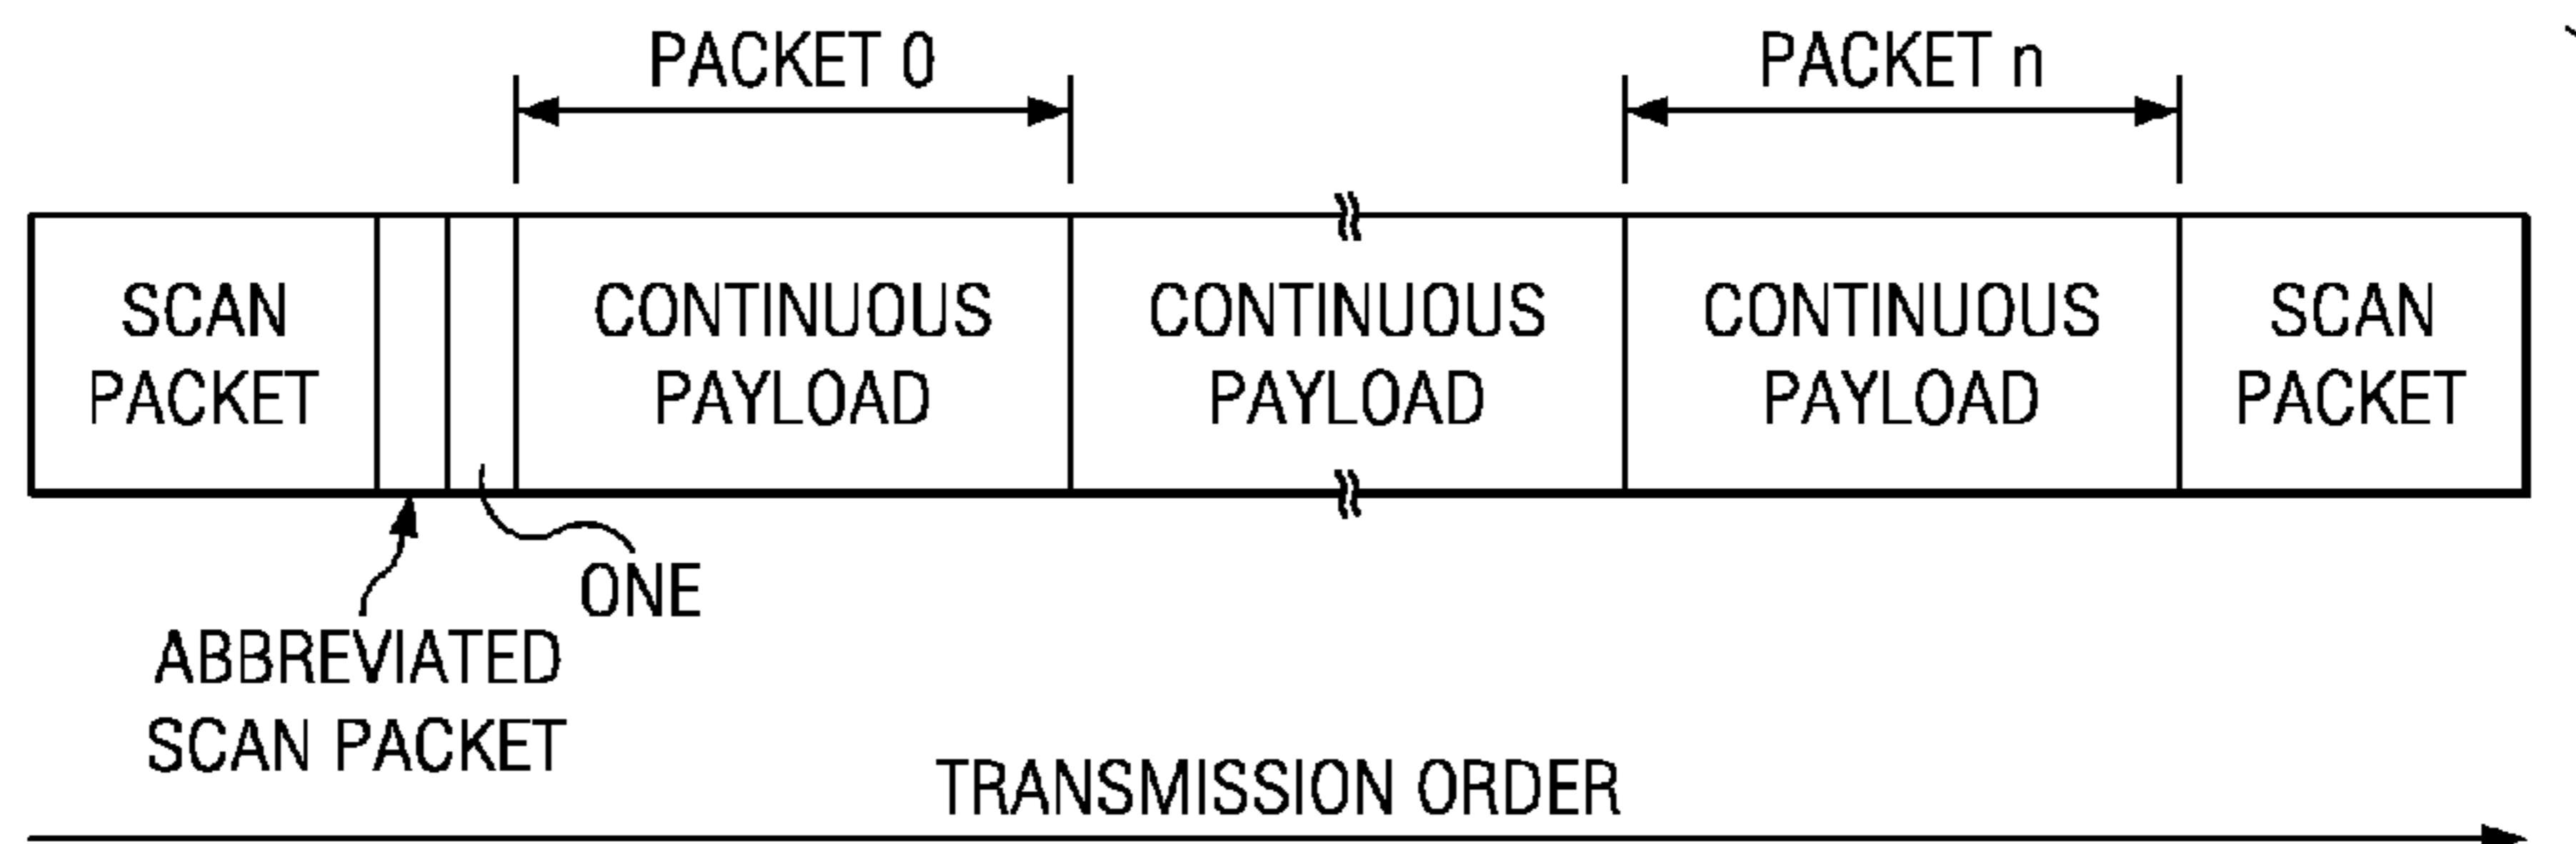 PACKET 0
PACKET n
SCAN
PACKET
CONTINUOUS
PAYLOAD
CONTINUOUS
PAYLOAD
CONTINUOUS
PAYLOAD
SCAN
PACKET
ONE
ABBREVIATED
SCAN PACKET
TRANSMISSION ORDER